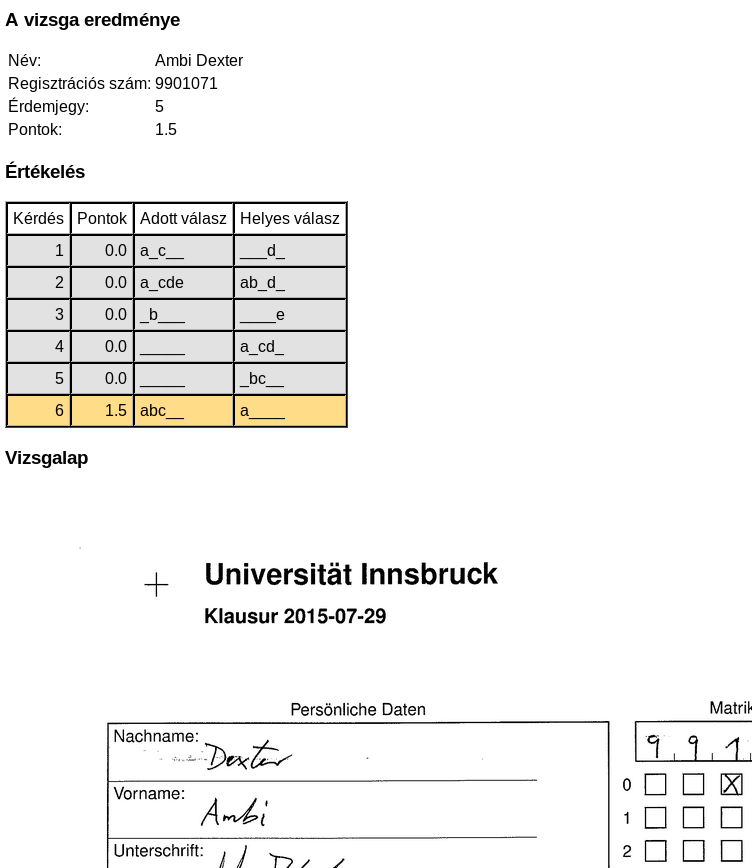 A vizsga eredménye
Név: Ambi Dexter
Regisztrációs szám: 9901071
Érdemjegy: 5
Pontok: 1.5
Értékelés
Kérdés Pontok Adott válasz Helyes válasz
1 0.0 a_c__ ___d_
2 0.0 a_cde ab_d_
3 0.0 _b___ ____e
4 0.0 _____ a_cd_
5 0.0 _____ _bc__
6 1.5 abc__ a____
Vizsgalap
Universität Innsbruck
Klausur 2015-07-29
Persönliche Daten
Nachname: Dexter
Vorname: Ambi
Unterschrift:
Matrik
9 9 1
0 X
1
2